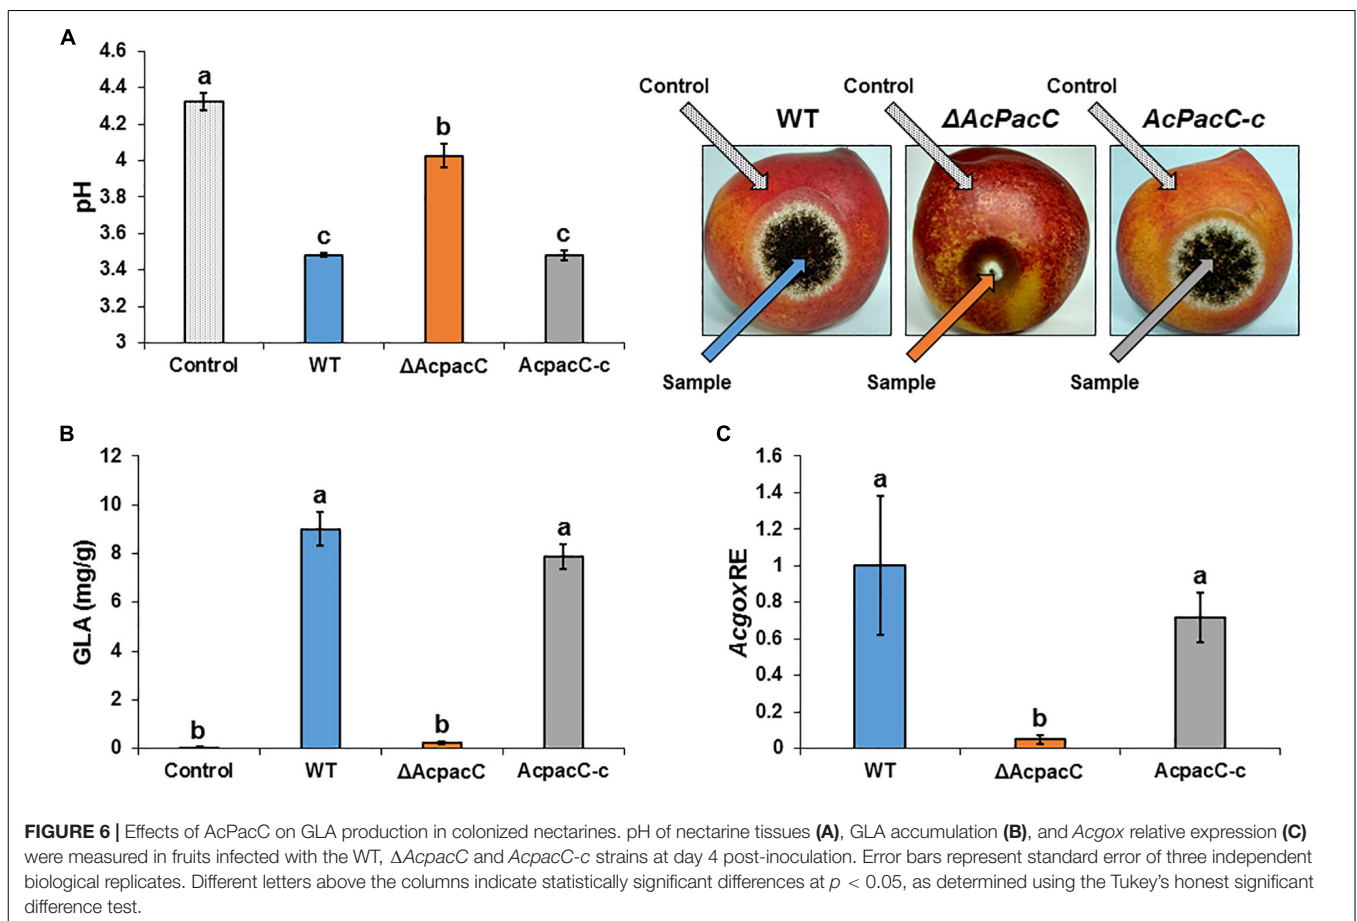 A
4.6
4.4
4.2
4
3.8
3.6
3.4
3.2
3
pH
a
c
b
c
Control
WT
ΔAcpacC
AcpacC-c
Control
Control
Control
WT
ΔAcPacC
AcPacC-c
Sample
Sample
Sample
B
12
10
8
6
4
2
0
GLA (mg/g)
b
a
b
a
Control
WT
ΔAcpacC
AcpacC-c
C
1.6
1.4
1.2
1
0.8
0.6
0.4
0.2
0
Acgox RE
a
b
a
WT
ΔAcpacC
AcpacC-c
FIGURE 6 | Effects of AcPacC on GLA production in colonized nectarines. pH of nectarine tissues (A), GLA accumulation (B), and Acgox relative expression (C)
were measured in fruits infected with the WT, ΔAcpacC and AcpacC-c strains at day 4 post-inoculation. Error bars represent standard error of three independent
biological replicates. Different letters above the columns indicate statistically significant differences at p < 0.05, as determined using the Tukey's honest significant
difference test.